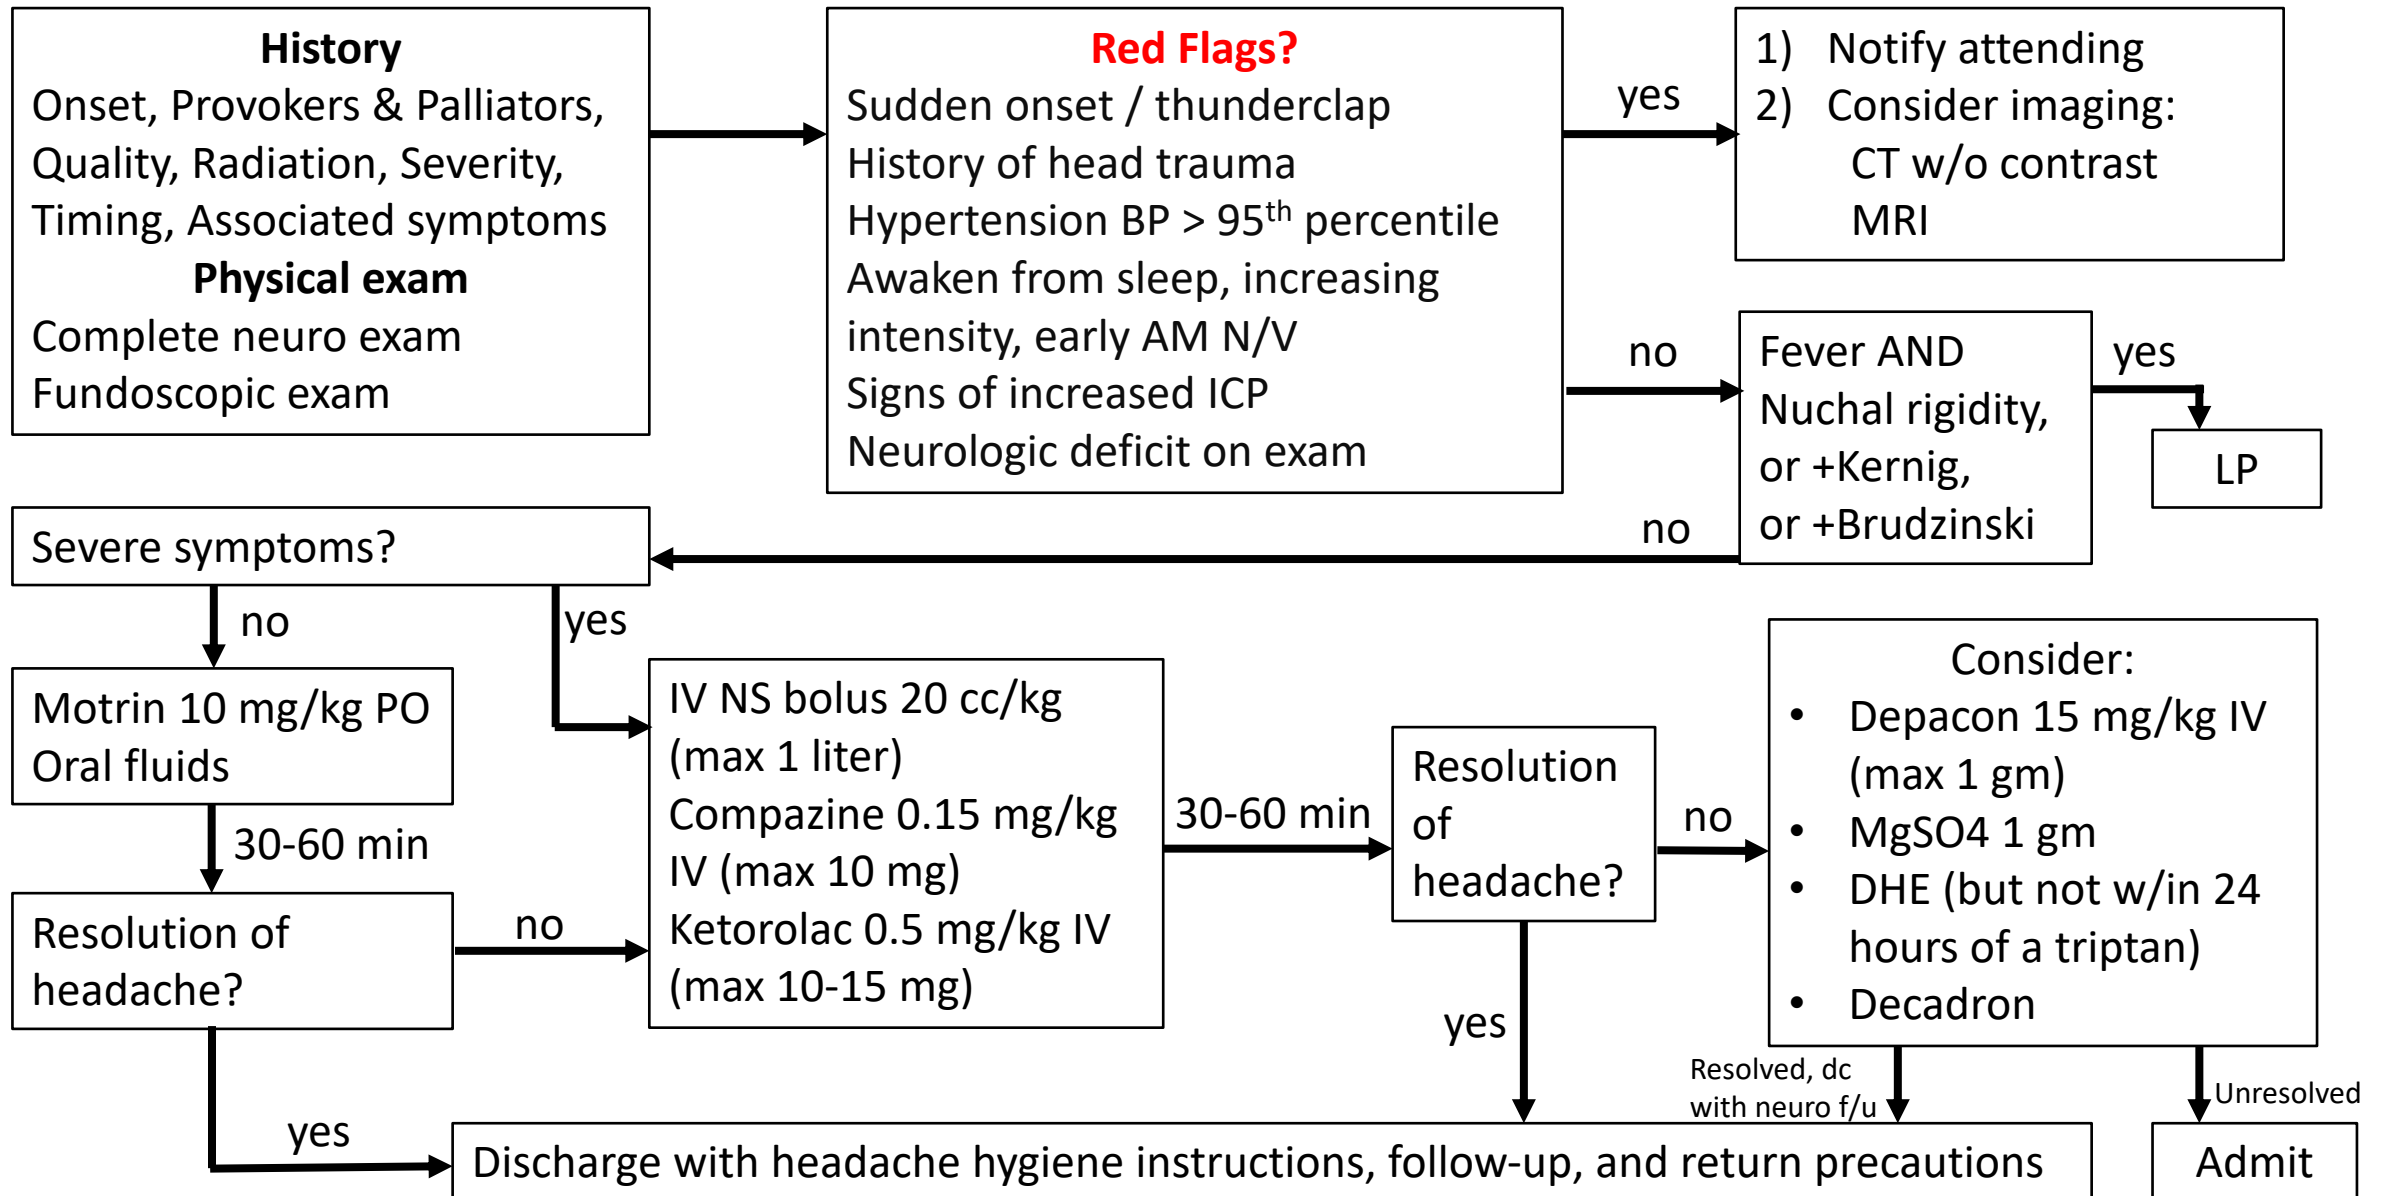 History
Onset, Provokers & Palliators,
Quality, Radiation, Severity,
Timing, Associated symptoms
Physical exam
Complete neuro exam
Fundoscopic exam
Red Flags?
Sudden onset / thunderclap
History of head trauma
Hypertension BP > 95th percentile
Awaken from sleep, increasing
intensity, early AM N/V
Signs of increased ICP
Neurologic deficit on exam
yes
1) Notify attending
2) Consider imaging:
CT w/o contrast
MRI
no
Fever AND
Nuchal rigidity,
or +Kernig,
or +Brudzinski
yes
LP
no
Severe symptoms?
no
yes
Motrin 10 mg/kg PO
Oral fluids
30-60 min
Resolution of
headache?
no
yes
IV NS bolus 20 cc/kg
(max 1 liter)
Compazine 0.15 mg/kg
IV (max 10 mg)
Ketorolac 0.5 mg/kg IV
(max 10-15 mg)
30-60 min
Resolution
of
headache?
no
yes
Consider:
• Depacon 15 mg/kg IV
(max 1 gm)
• MgSO4 1 gm
• DHE (but not w/in 24
hours of a triptan)
• Decadron
Resolved, dc
with neuro f/u
Unresolved
Discharge with headache hygiene instructions, follow-up, and return precautions
Admit